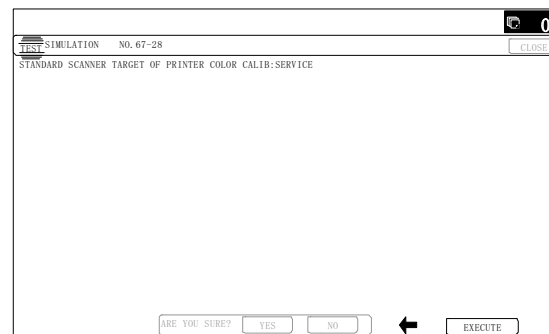 0
TEST SIMULATION NO. 67-28
CLOSE
STANDARD SCANNER TARGET OF PRINTER COLOR CALIB:SERVICE
ARE YOU SURE? YES NO EXECUTE